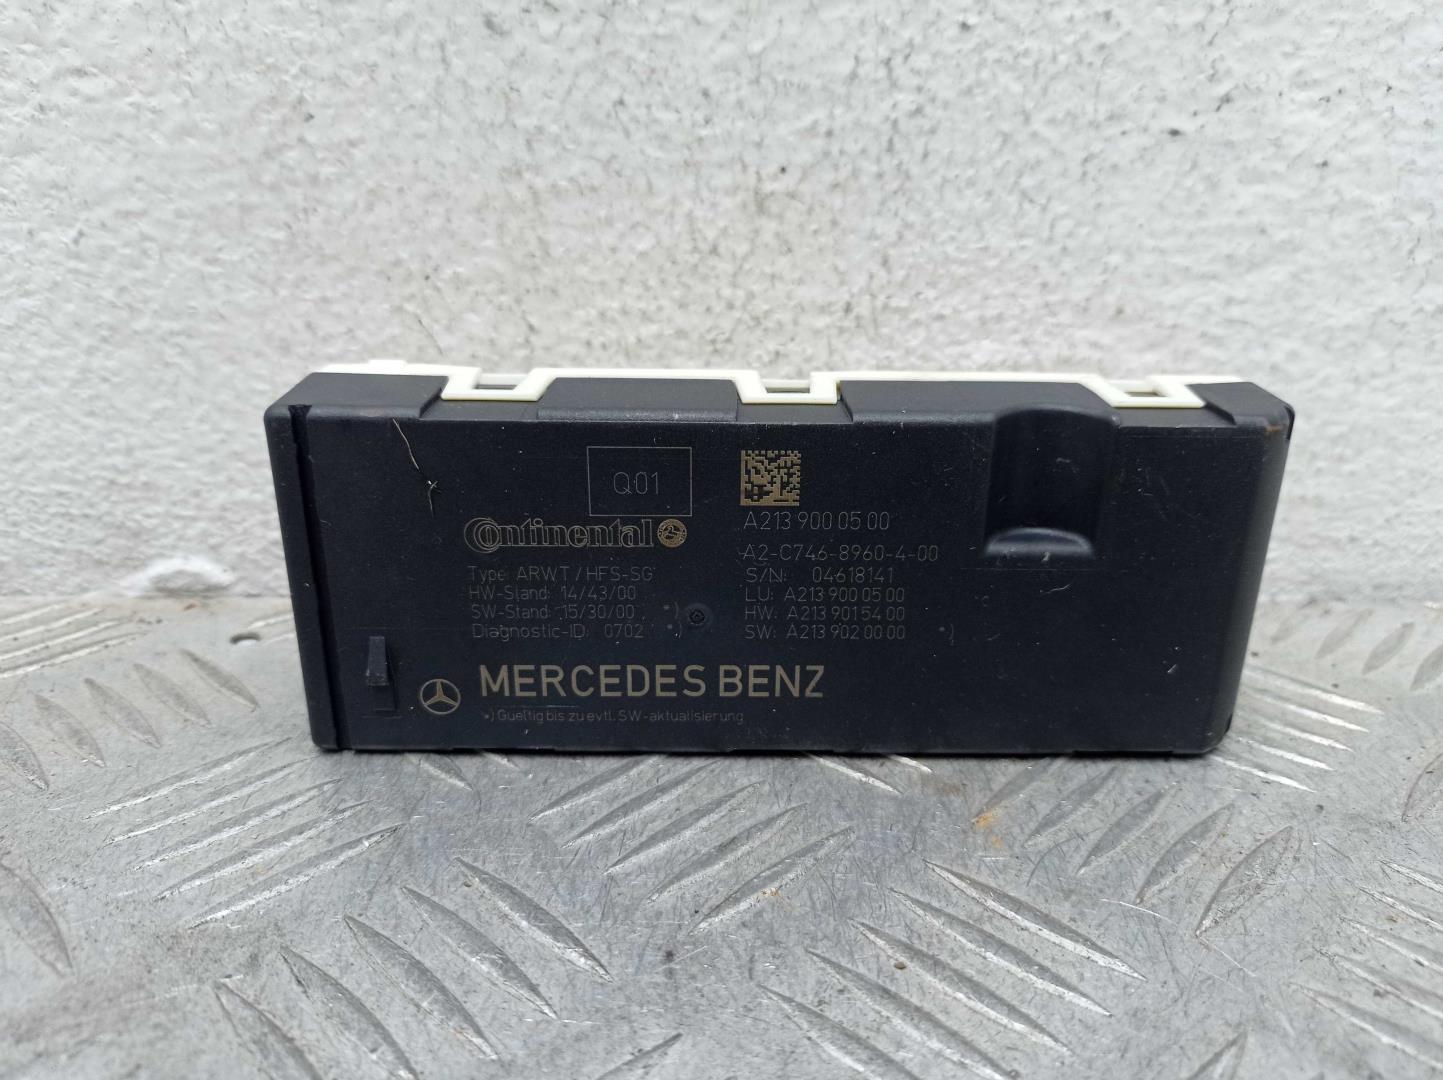 Q01
Continental
Type: ARWT/HFS-SG
HW-Stand: 14/43/00
SW-Stand: 15/30/00 *)
Diagnostic-ID: 0702 *)
A213 900 05 00
A2-C746-8960-4-00
S/N: 04618141
LU: A213 900 05 00
HW: A213 901 54 00
SW: A213 902 00 00 *)
MERCEDES BENZ
*) Gueltig bis zu evtl. SW-aktualisierung